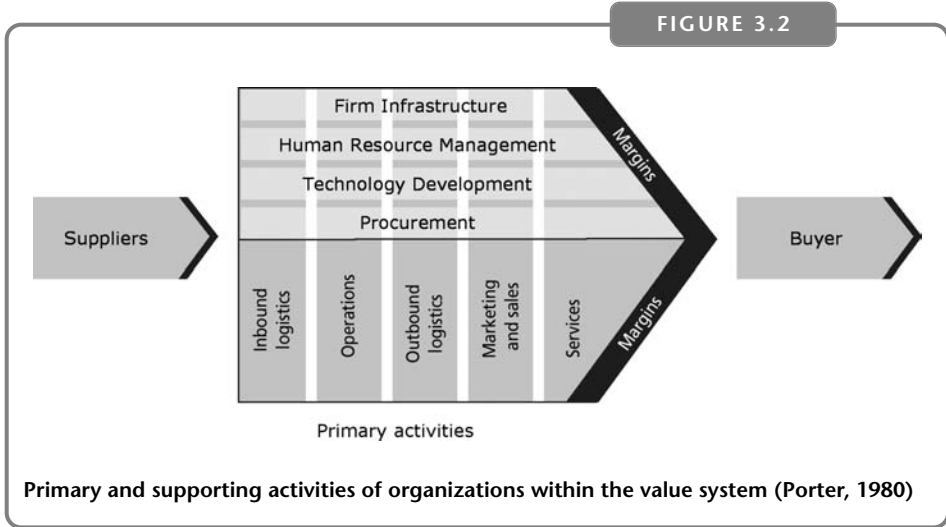 FIGURE 3.2
Firm Infrastructure
Human Resource Management
Technology Development
Procurement
Margins
Suppliers
Buyer
Inbound
logistics
Operations
Outbound
logistics
Marketing
and sales
Services
Margins
Primary activities
Primary and supporting activities of organizations within the value system (Porter, 1980)